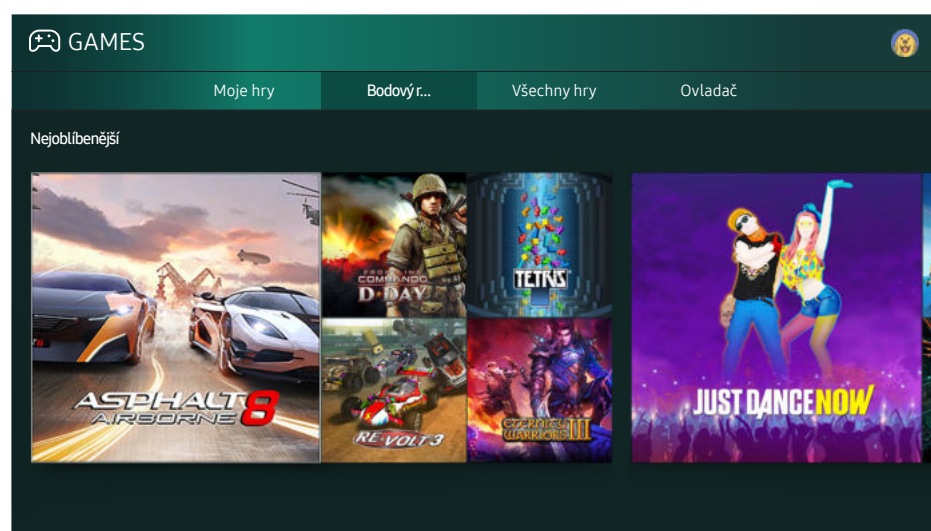 GAMES
Moje hry
Bodový r...
Všechny hry
Ovladač
Nejoblíbenější
ASPHALT 8
AIRBORNE
FRONTLINE
COMMANDO
D-DAY
TETRIS
RE-VOLT 3
ETERNITY
WARRIORS III
JUST DANCE NOW